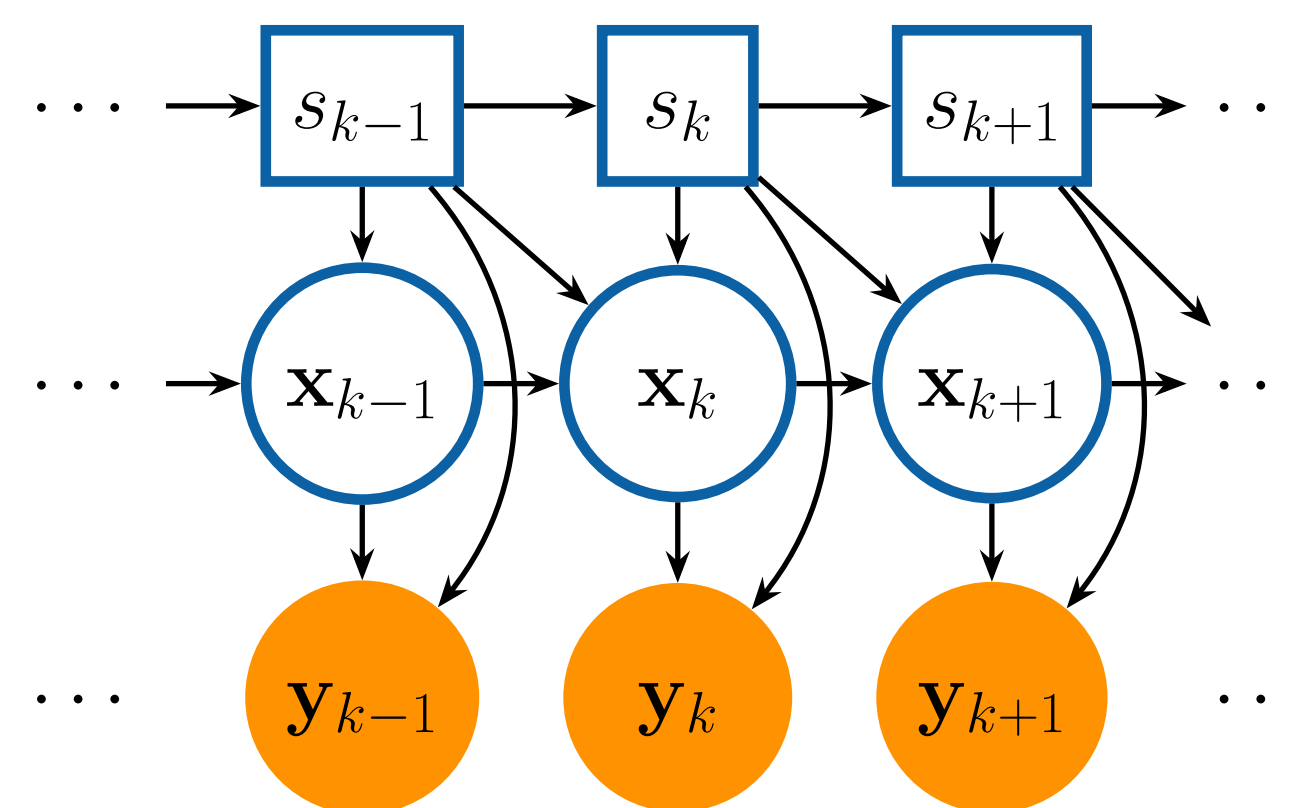 · · · s_{k−1} s_k s_{k+1} · ·
· · · 𝐱_{k−1} 𝐱_k 𝐱_{k+1} · ·
· · · 𝐲_{k−1} 𝐲_k 𝐲_{k+1} · ·